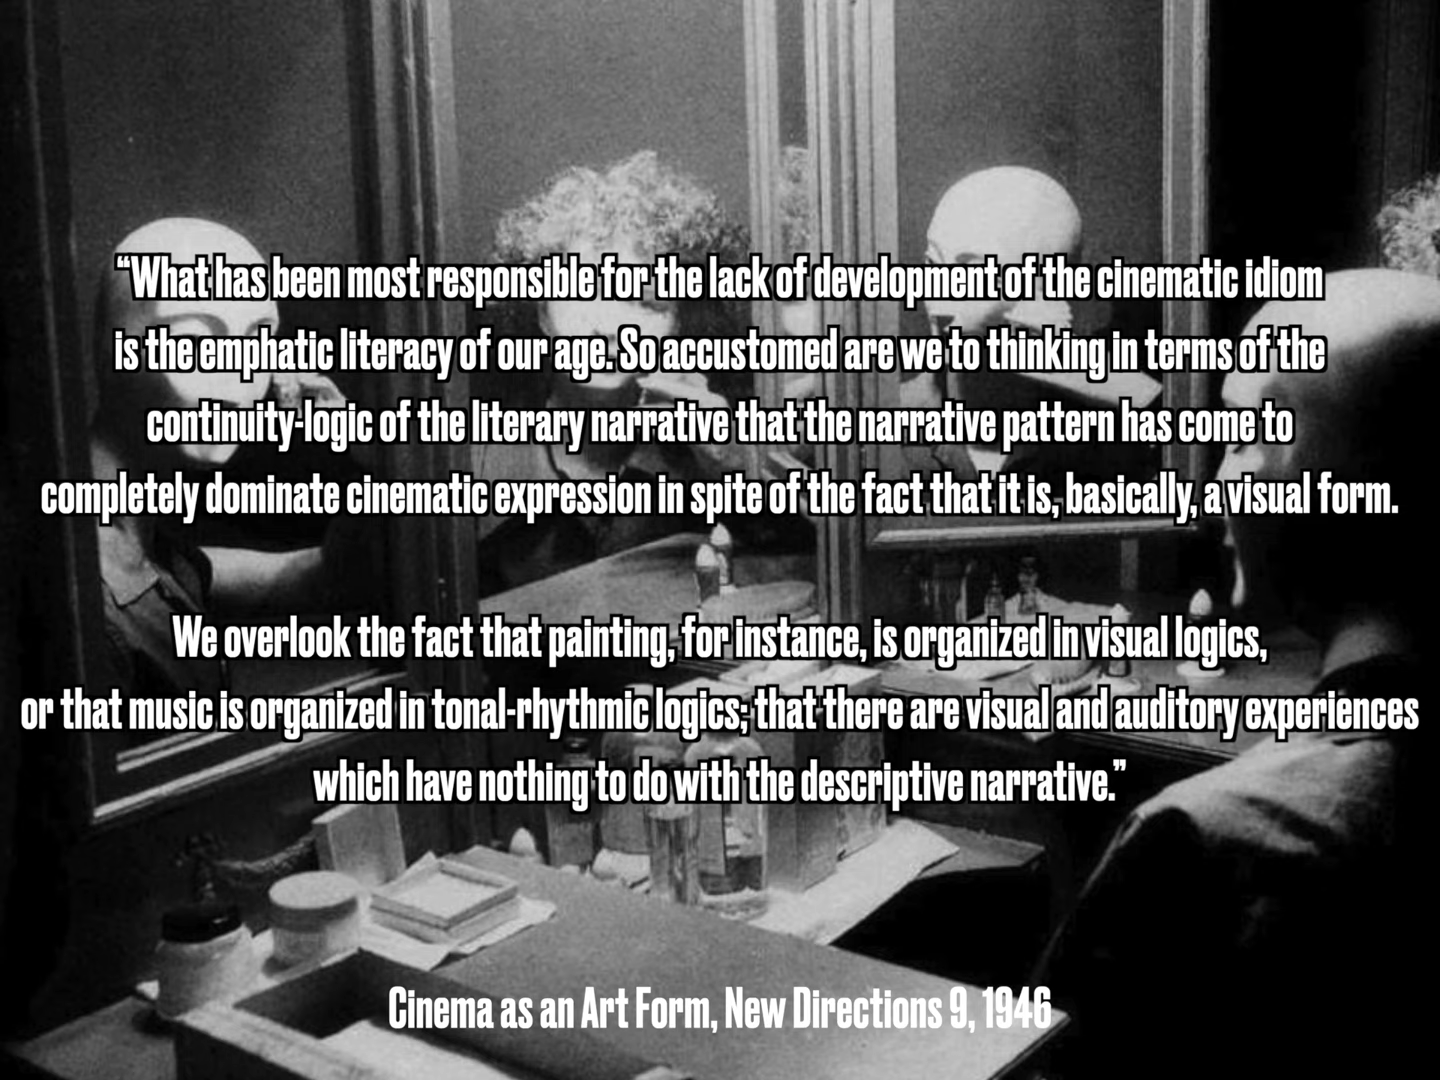 “What has been most responsible for the lack of development of the cinematic idiom
is the emphatic literacy of our age. So accustomed are we to thinking in terms of the
continuity-logic of the literary narrative that the narrative pattern has come to
completely dominate cinematic expression in spite of the fact that it is, basically, a visual form.
We overlook the fact that painting, for instance, is organized in visual logics,
or that music is organized in tonal-rhythmic logics; that there are visual and auditory experiences
which have nothing to do with the descriptive narrative.”
Cinema as an Art Form, New Directions 9, 1946